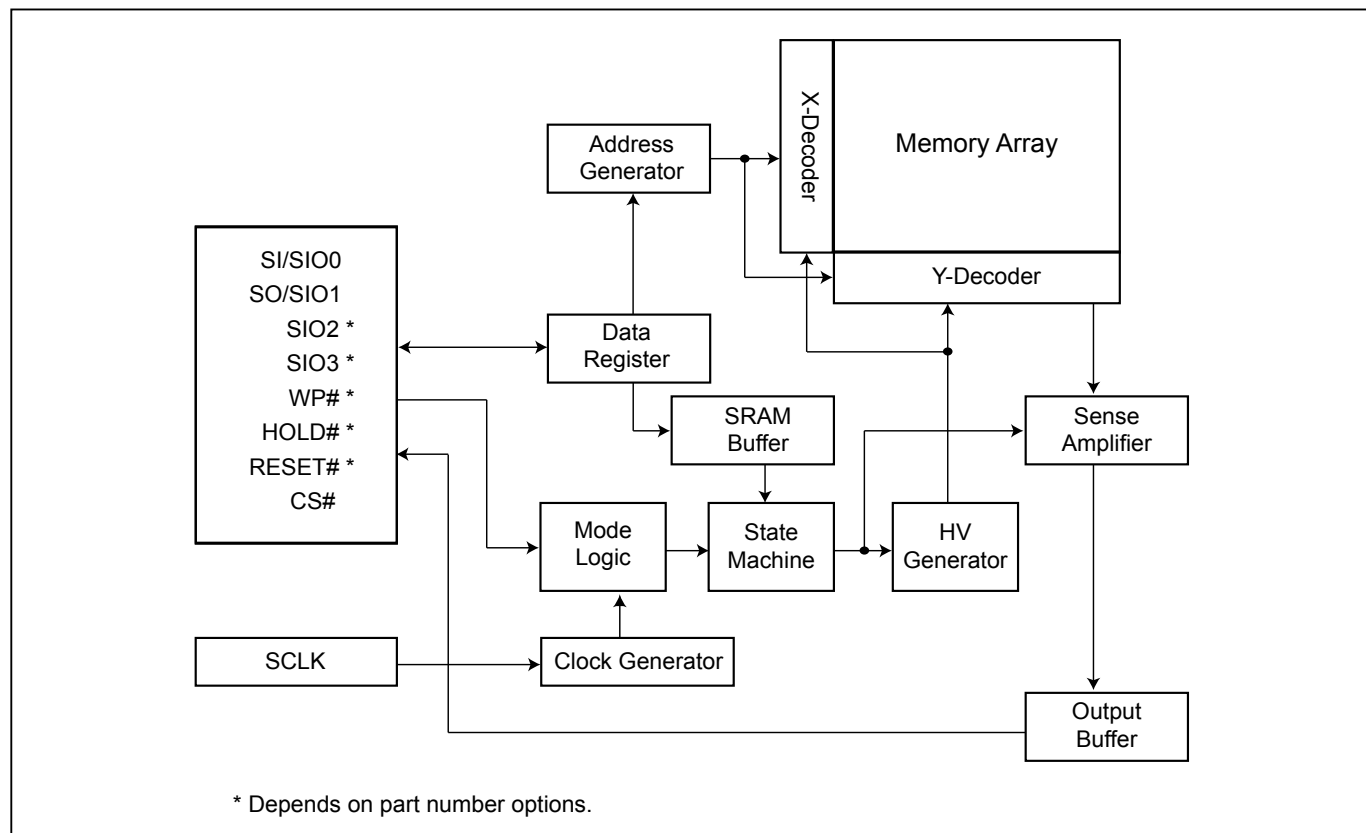 X-Decoder
Memory Array
Address
Generator
Y-Decoder
SI/SIO0
SO/SIO1
SIO2 *
SIO3 *
WP# *
HOLD# *
RESET# *
CS#
Data
Register
SRAM
Buffer
Sense
Amplifier
Mode
Logic
State
Machine
HV
Generator
SCLK
Clock Generator
Output
Buffer
* Depends on part number options.